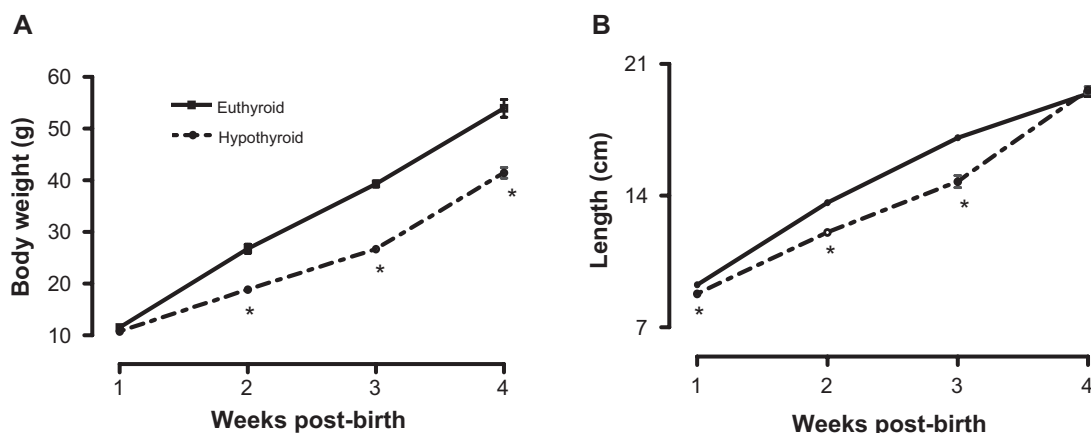 A
Body weight (g)
60
50
40
30
20
10
Euthyroid
Hypothyroid
*
*
*
1
2
3
4
Weeks post-birth
B
Length (cm)
21
14
7
*
*
*
1
2
3
4
Weeks post-birth